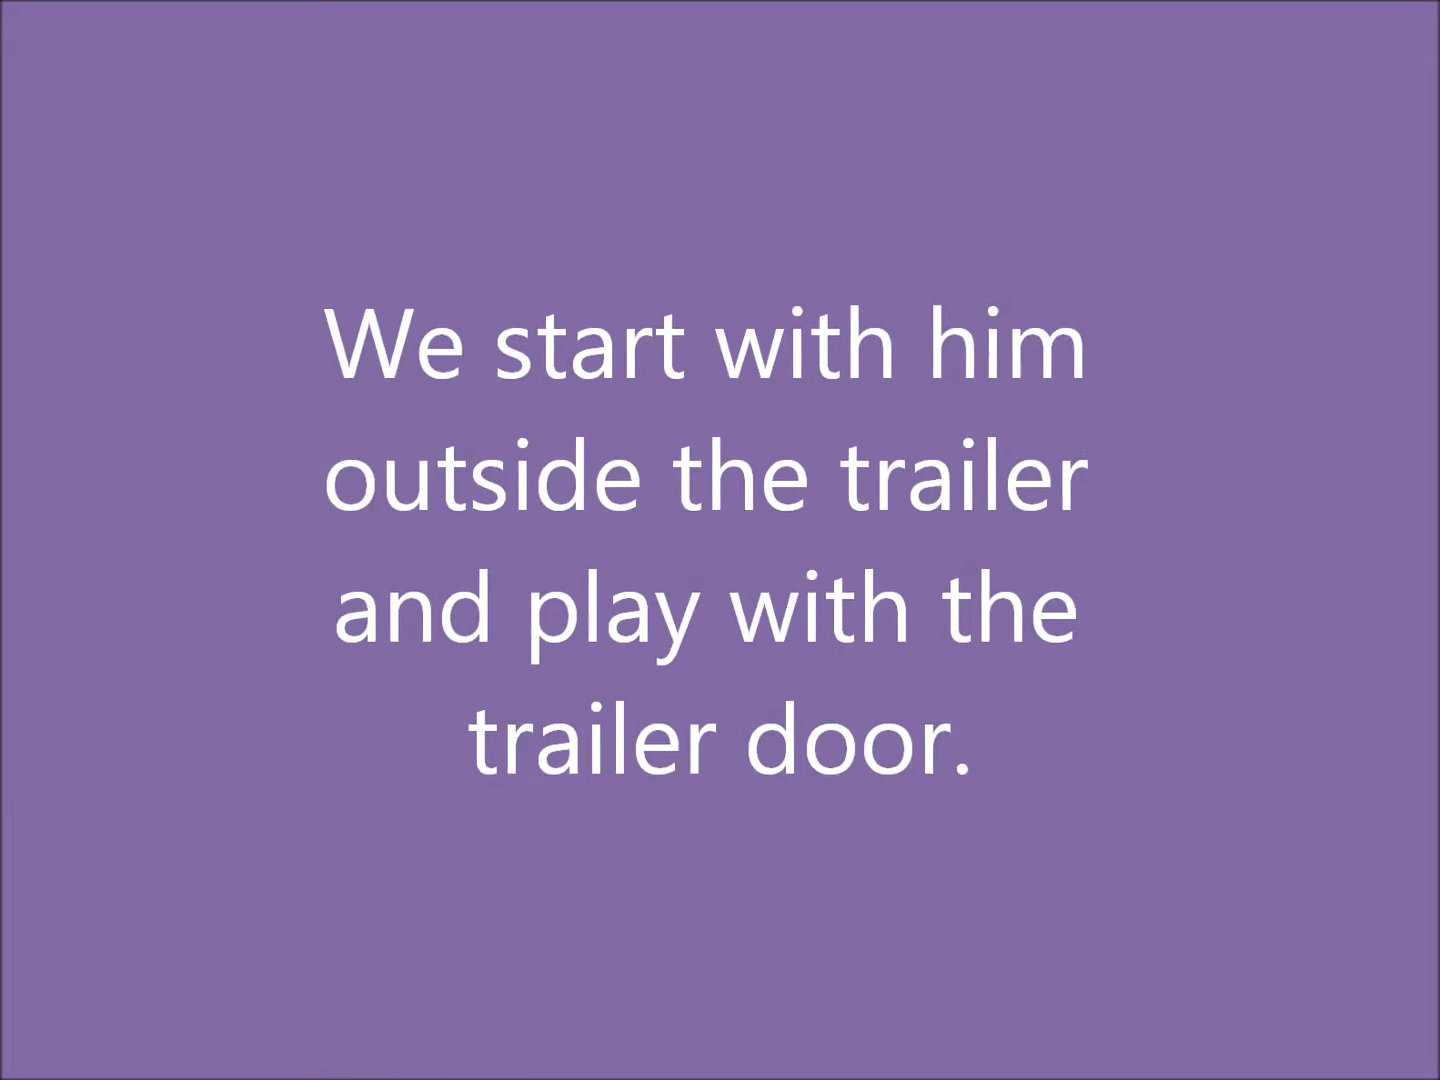 We start with him
outside the trailer
and play with the
trailer door.